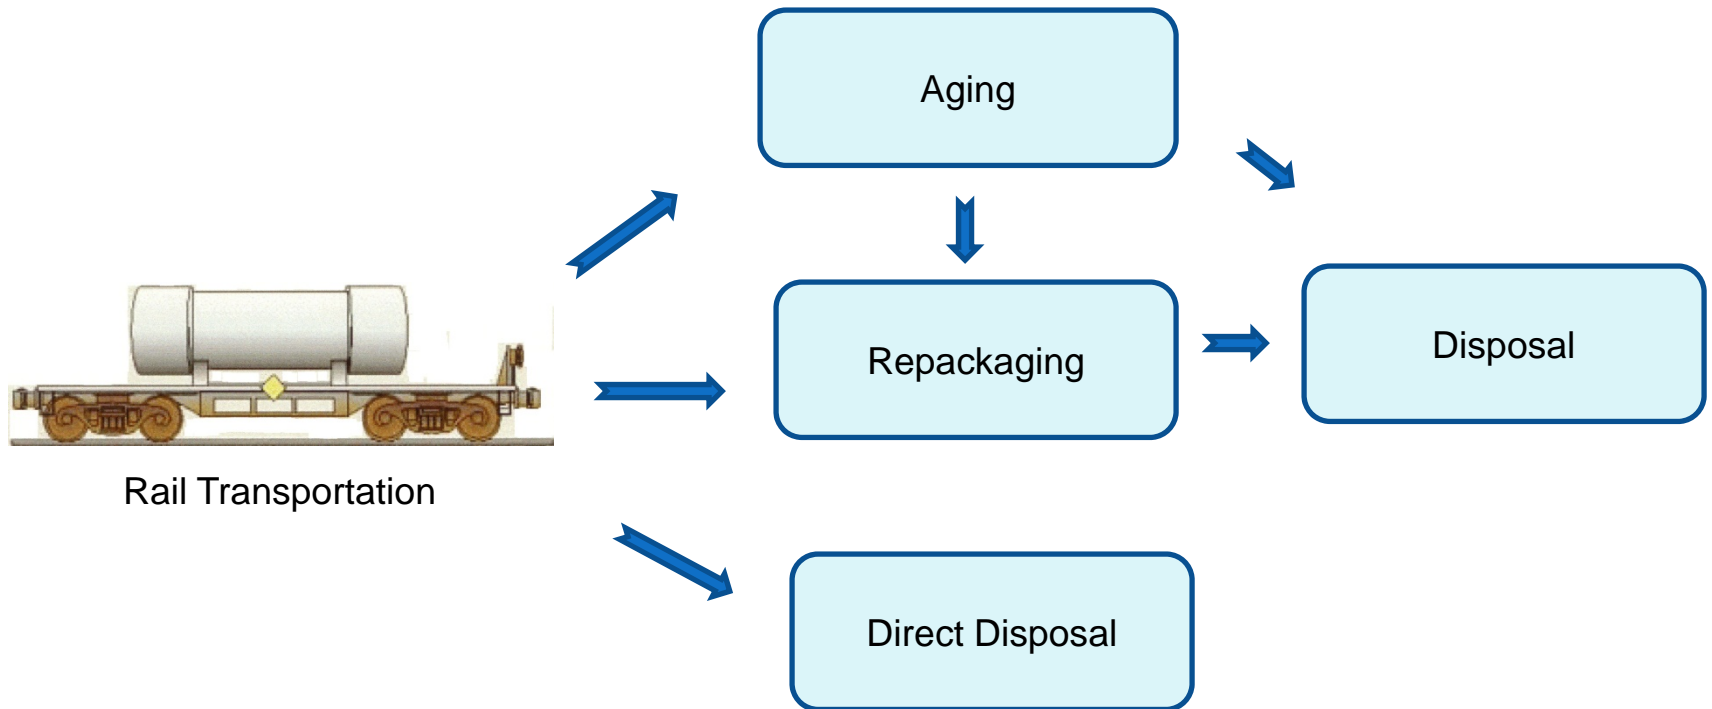 Aging
Repackaging
Disposal
Rail Transportation
Direct Disposal